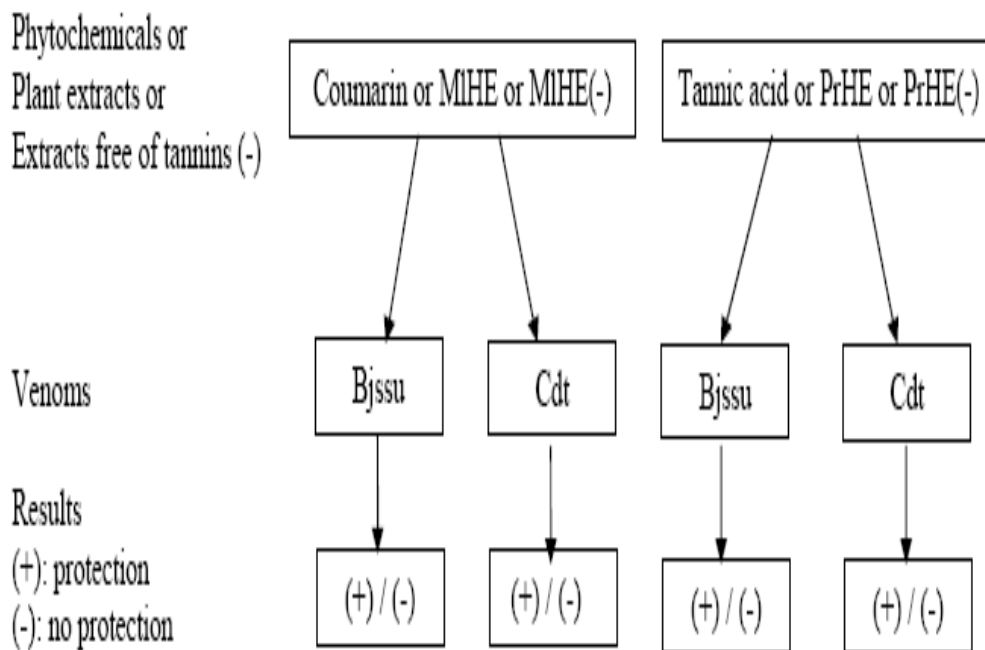 Phytochemicals or
Plant extracts or
Extracts free of tannins (-)
Coumarin or MlHE or MlHE(-)
Tannic acid or PrHE or PrHE(-)
Venoms
Bjssu
Cdt
Bjssu
Cdt
Results
(+): protection
(-): no protection
(+) / (-)
(+) / (-)
(+) / (-)
(+) / (-)